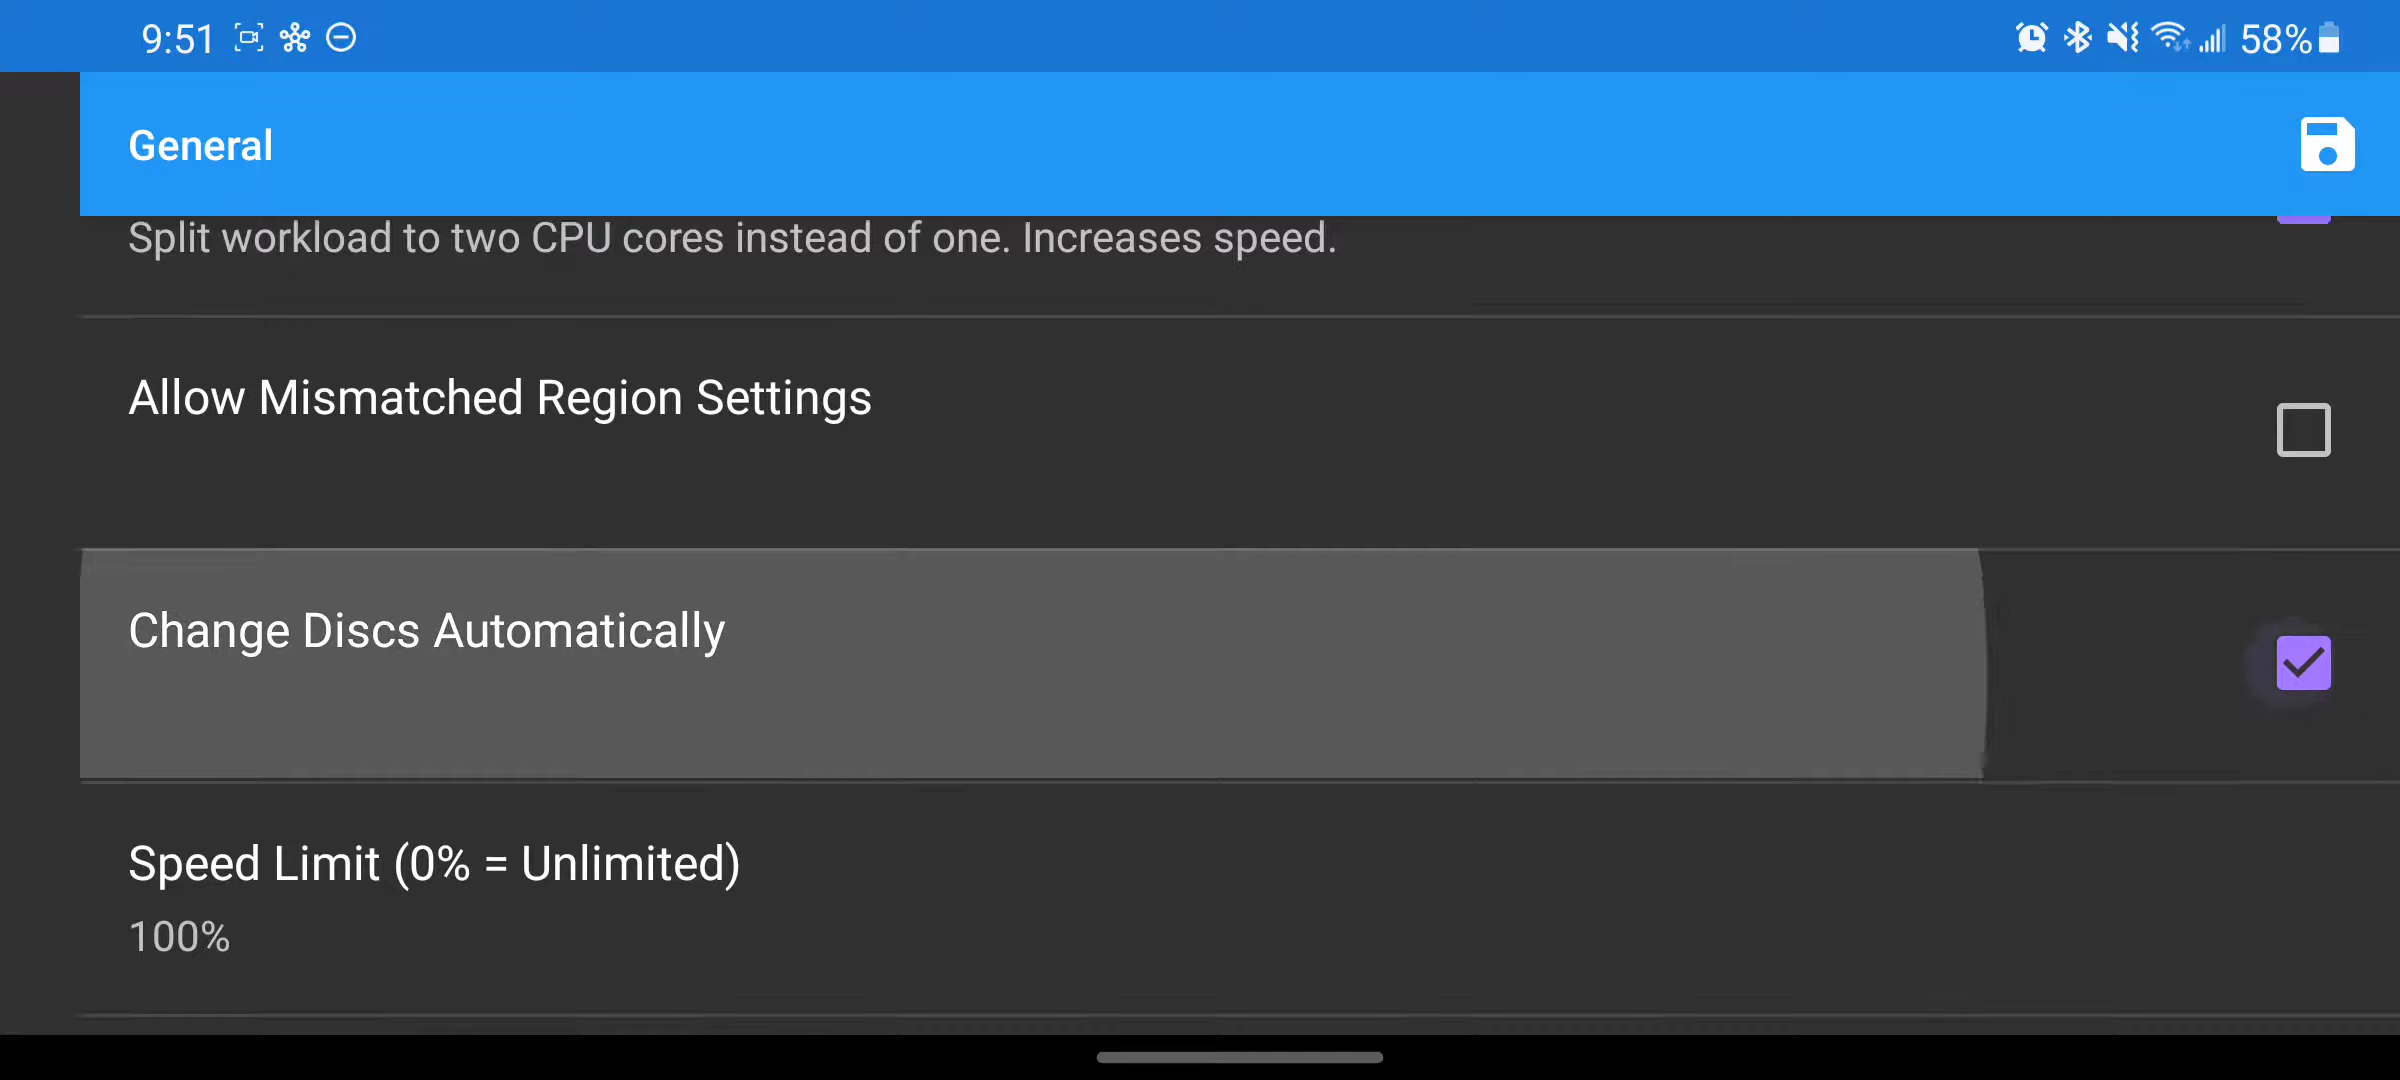 9:51 58%
General
Split workload to two CPU cores instead of one. Increases speed.
Allow Mismatched Region Settings
Change Discs Automatically
Speed Limit (0% = Unlimited)
100%